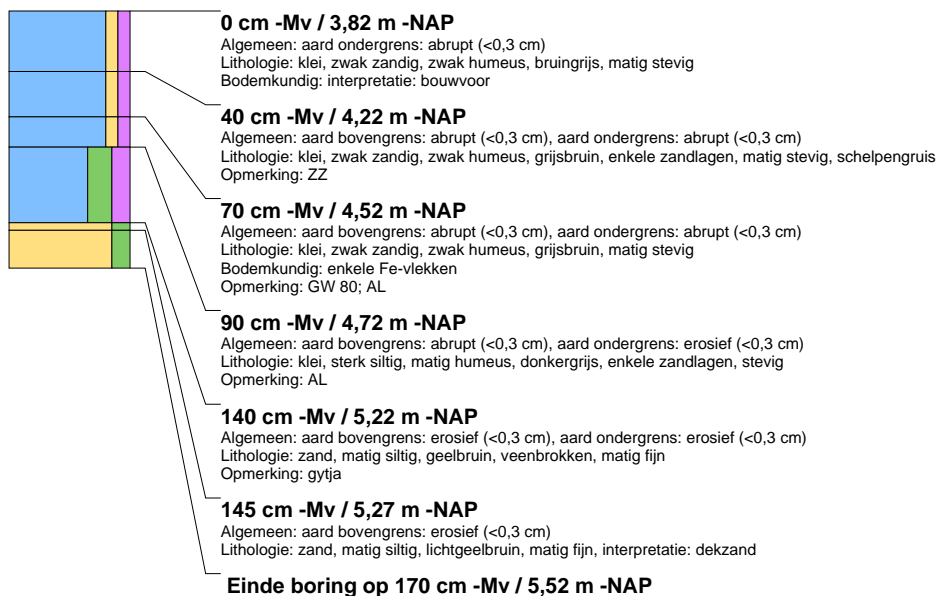 0 cm -Mv / 3,82 m -NAP
Algemeen: aard ondergrens: abrupt (<0,3 cm)
Lithologie: klei, zwak zandig, zwak humeus, bruingrijs, matig stevig
Bodemkundig: interpretatie: bouwvoor
40 cm -Mv / 4,22 m -NAP
Algemeen: aard bovengrens: abrupt (<0,3 cm), aard ondergrens: abrupt (<0,3 cm)
Lithologie: klei, zwak zandig, zwak humeus, grijsbruin, enkele zandlagen, matig stevig, schelpengruis
Opmerking: ZZ
70 cm -Mv / 4,52 m -NAP
Algemeen: aard bovengrens: abrupt (<0,3 cm), aard ondergrens: abrupt (<0,3 cm)
Lithologie: klei, zwak zandig, zwak humeus, grijsbruin, matig stevig
Bodemkundig: enkele Fe-vlekken
Opmerking: GW 80; AL
90 cm -Mv / 4,72 m -NAP
Algemeen: aard bovengrens: abrupt (<0,3 cm), aard ondergrens: erosief (<0,3 cm)
Lithologie: klei, sterk siltig, matig humeus, donkergrijs, enkele zandlagen, stevig
Opmerking: AL
140 cm -Mv / 5,22 m -NAP
Algemeen: aard bovengrens: erosief (<0,3 cm), aard ondergrens: erosief (<0,3 cm)
Lithologie: zand, matig siltig, geelbruin, veenbrokken, matig fijn
Opmerking: gytja
145 cm -Mv / 5,27 m -NAP
Algemeen: aard bovengrens: erosief (<0,3 cm)
Lithologie: zand, matig siltig, lichtgeelbruin, matig fijn, interpretatie: dekzand
Einde boring op 170 cm -Mv / 5,52 m -NAP